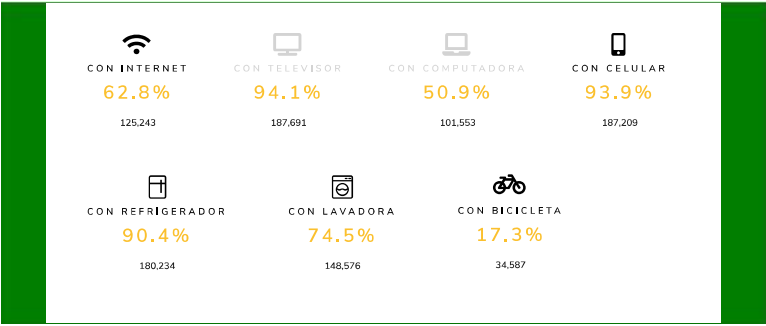 CON INTERNET
62.8%
125,243
CON TELEVISOR
94.1%
187,691
CON COMPUTADORA
50.9%
101,553
CON CELULAR
93.9%
187,209
CON REFRIGERADOR
90.4%
180,234
CON LAVADORA
74.5%
148,576
CON BICICLETA
17.3%
34,587